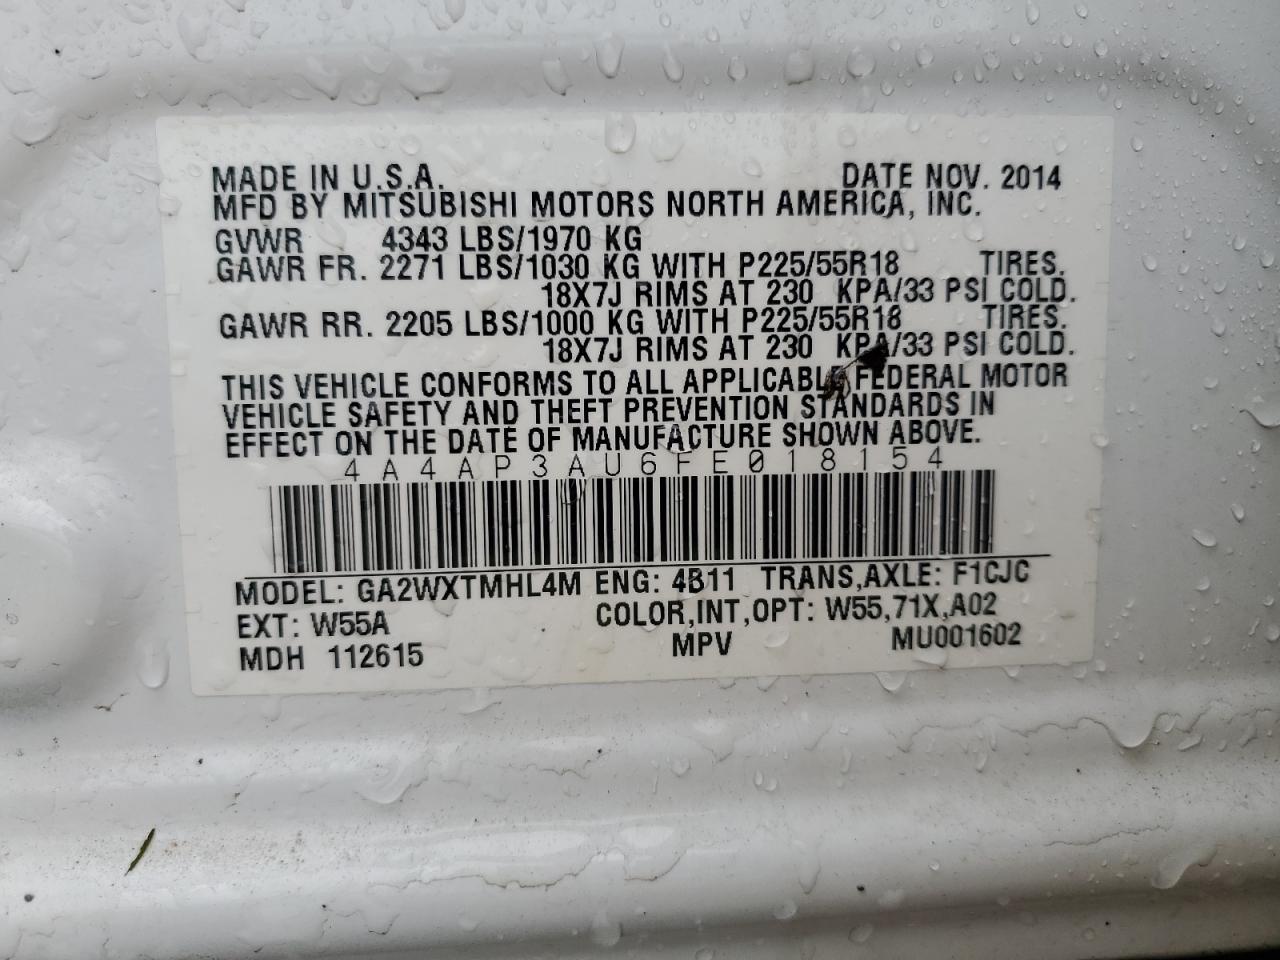 MADE IN U.S.A. DATE NOV. 2014
MFD BY MITSUBISHI MOTORS NORTH AMERICA, INC.
GVWR 4343 LBS/1970 KG
GAWR FR. 2271 LBS/1030 KG WITH P225/55R18 TIRES.
18X7J RIMS AT 230 KPA/33 PSI COLD.
GAWR RR. 2205 LBS/1000 KG WITH P225/55R18 TIRES.
18X7J RIMS AT 230 KPA/33 PSI COLD.
THIS VEHICLE CONFORMS TO ALL APPLICABLE FEDERAL MOTOR
VEHICLE SAFETY AND THEFT PREVENTION STANDARDS IN
EFFECT ON THE DATE OF MANUFACTURE SHOWN ABOVE.
4A4AP3AU6FE018154
MODEL: GA2WXTMHL4M ENG: 4B11 TRANS,AXLE: F1CJC
EXT: W55A COLOR,INT,OPT: W55,71X,A02
MDH 112615 MPV MU001602